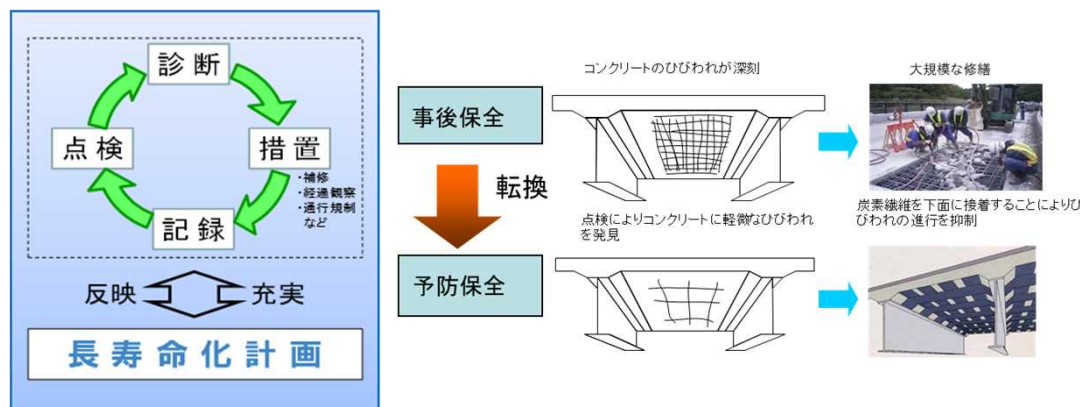 診断
点検
措置
・補修
・経過観察
・通行規制
など
記録
反映
充実
長寿命化計画
事後保全
転換
予防保全
コンクリートのひびわれが深刻
大規模な修繕
点検によりコンクリートに軽微なひびわれ
を発見
炭素繊維を下面に接着することによりひ
びわれの進行を抑制